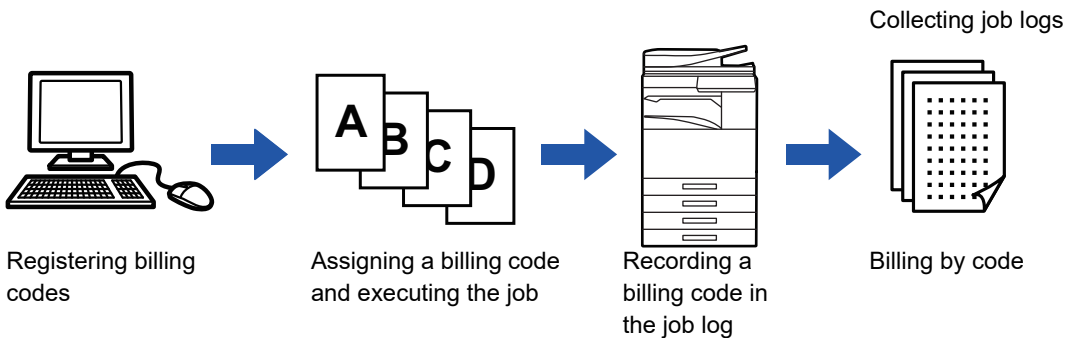 Collecting job logs
A
B
C
D
Registering billing
codes
Assigning a billing code
and executing the job
Recording a
billing code in
the job log
Billing by code